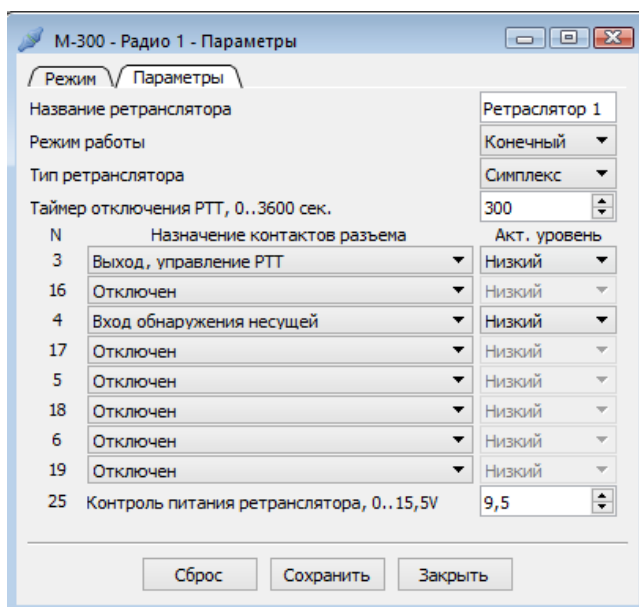 М-300 - Радио 1 - Параметры
Режим Параметры
Название ретранслятора Ретраслятор 1
Режим работы Конечный
Тип ретранслятора Симплекс
Таймер отключения РТТ, 0..3600 сек. 300
N Назначение контактов разъема Акт. уровень
3 Выход, управление РТТ Низкий
16 Отключен Низкий
4 Вход обнаружения несущей Низкий
17 Отключен Низкий
5 Отключен Низкий
18 Отключен Низкий
6 Отключен Низкий
19 Отключен Низкий
25 Контроль питания ретранслятора, 0..15,5V 9,5
Сброс Сохранить Закрыть